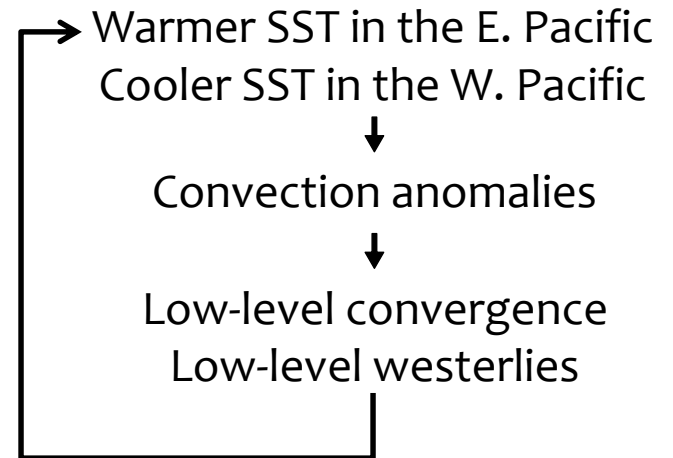 Warmer SST in the E. Pacific
Cooler SST in the W. Pacific
Convection anomalies
Low-level convergence
Low-level westerlies